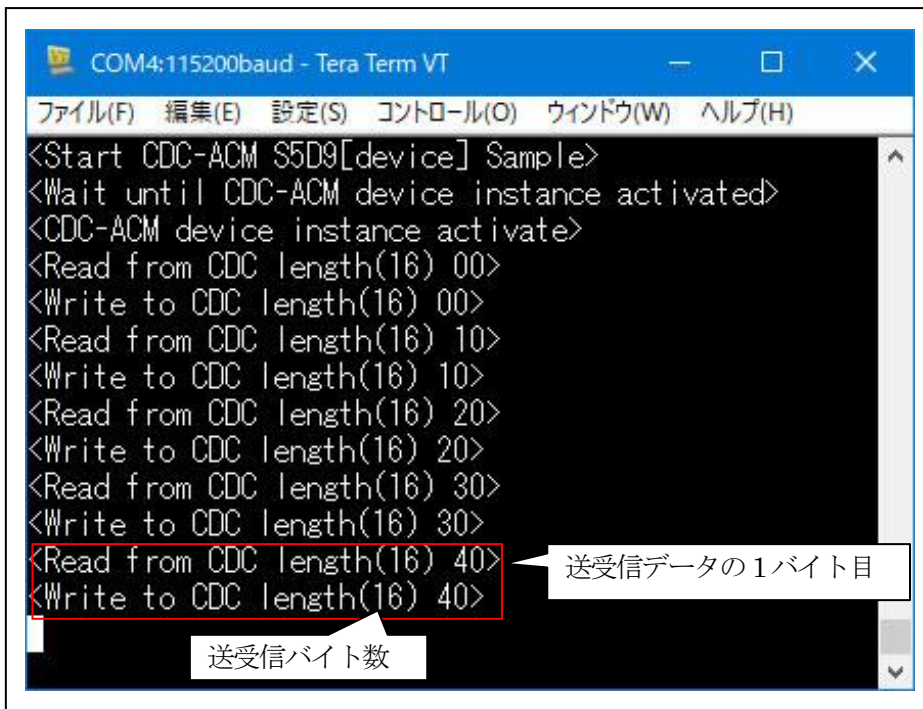 COM4:115200baud - Tera Term VT
ファイル(F) 編集(E) 設定(S) コントロール(O) ウィンドウ(W) ヘルプ(H)
<Start CDC-ACM S5D9[device] Sample>
<Wait until CDC-ACM device instance activated>
<CDC-ACM device instance activate>
<Read from CDC length(16) 00>
<Write to CDC length(16) 00>
<Read from CDC length(16) 10>
<Write to CDC length(16) 10>
<Read from CDC length(16) 20>
<Write to CDC length(16) 20>
<Read from CDC length(16) 30>
<Write to CDC length(16) 30>
<Read from CDC length(16) 40>
送受信データの１バイト目
<Write to CDC length(16) 40>
送受信バイト数